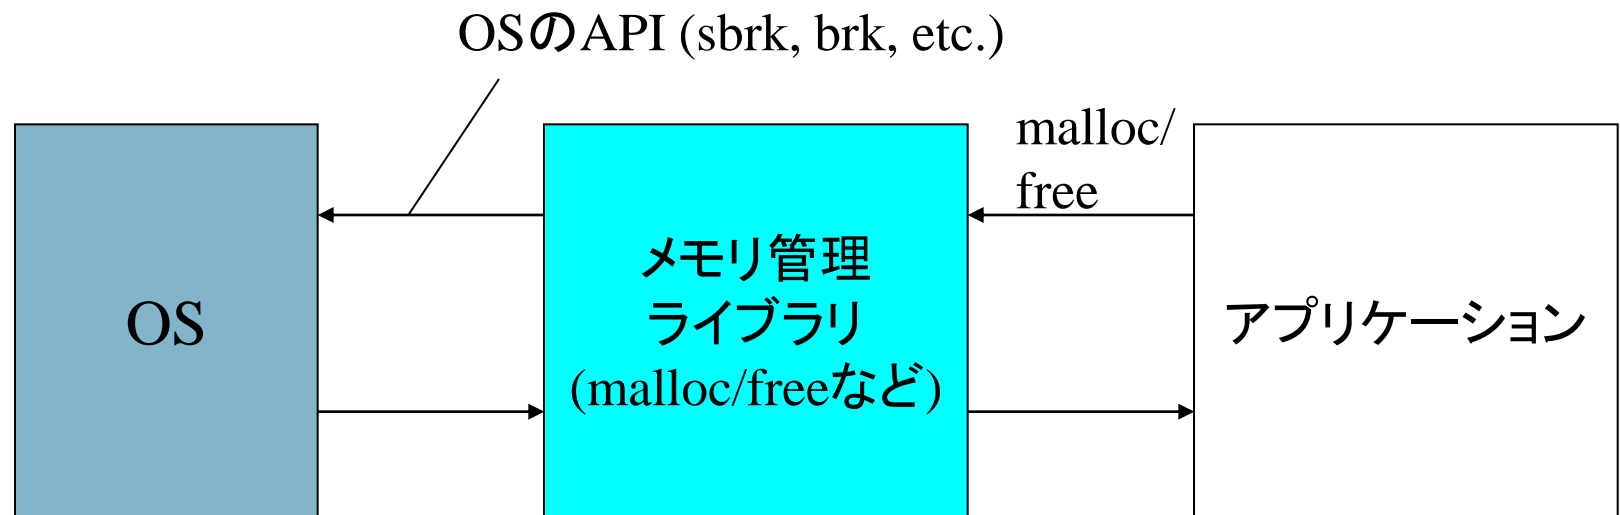 OSのAPI (sbrk, brk, etc.)
malloc/
free
OS
メモリ管理
ライブラリ
(malloc/freeなど)
アプリケーション